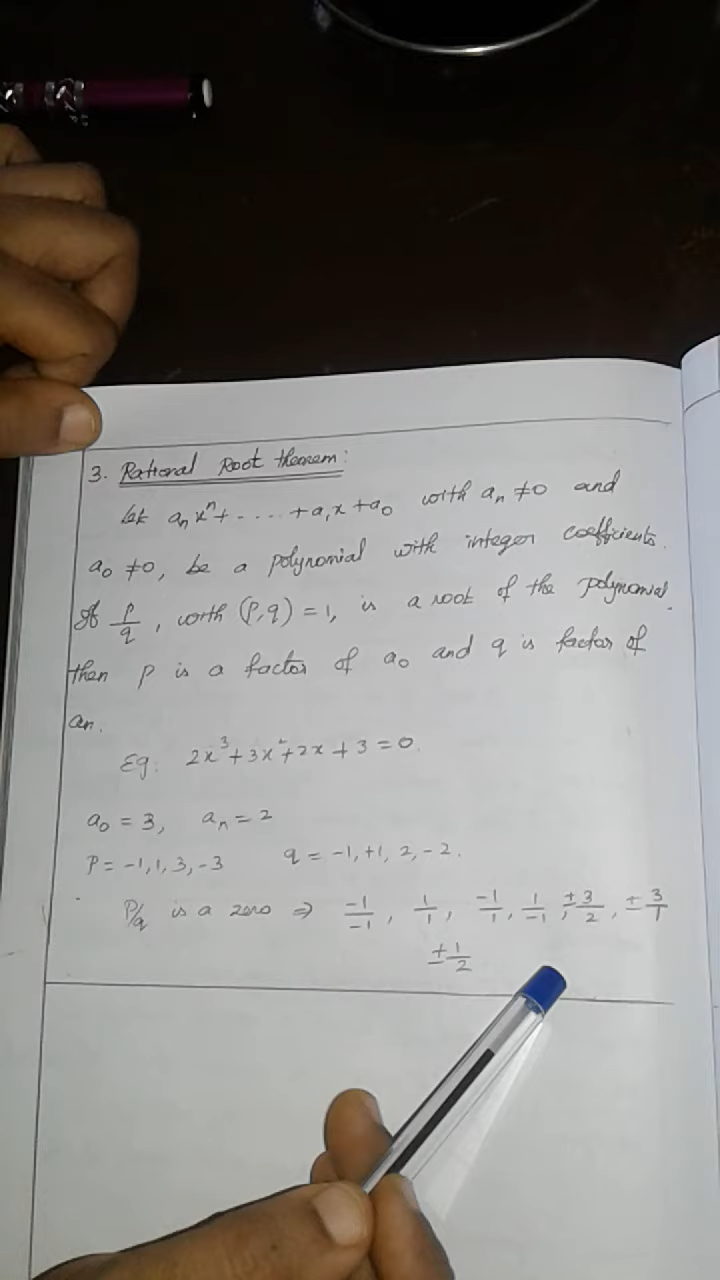 3. Rational Root theorem:
Let aₙxⁿ + .... + a₁x + a₀ with aₙ ≠ 0 and
a₀ ≠ 0, be a polynomial with integer coefficients.
If p/q, with (p,q) = 1, is a root of the polynomial.
then p is a factor of a₀ and q is factor of
aₙ.
Eg: 2x³ + 3x² + 2x + 3 = 0.
a₀ = 3, aₙ = 2
P = -1, 1, 3, -3 q = -1, +1, 2, -2.
P/q is a zero ⇒ -1/-1, 1/1, -1/1, 1/-1, ±3/2, ±3/1
±1/2